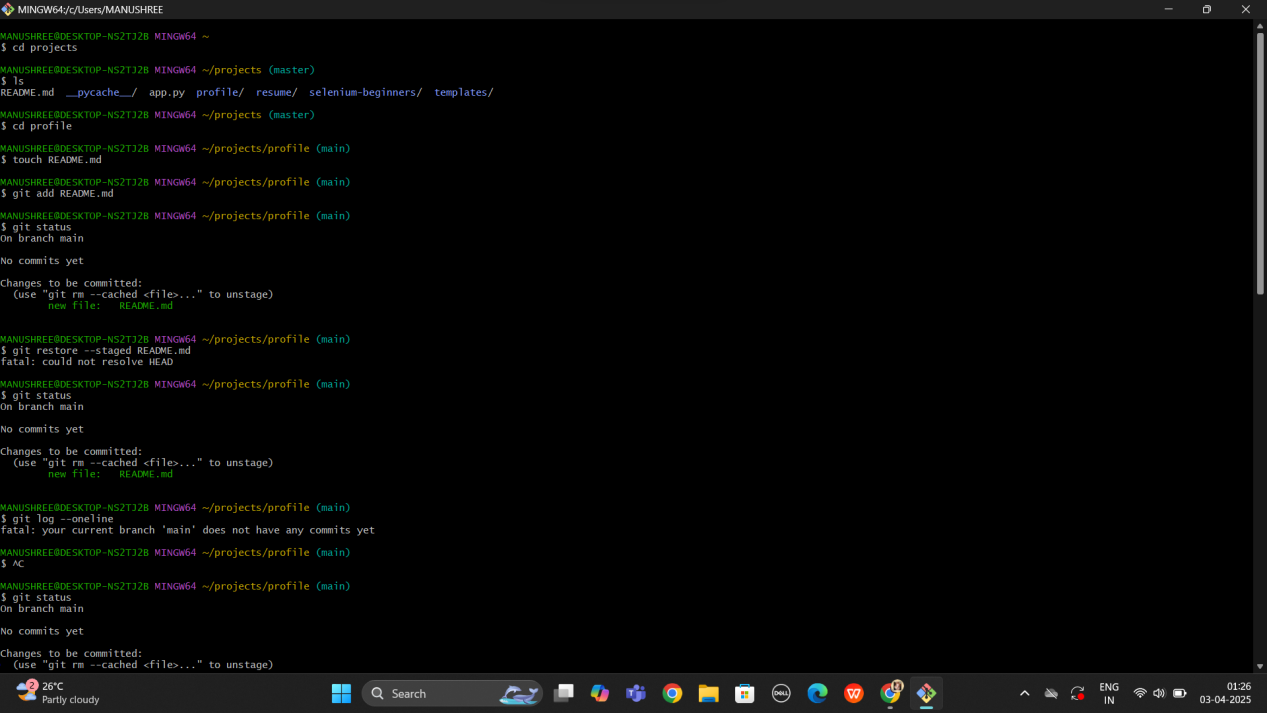 MINGW64:/c/Users/MANUSHREE
MANUSHREE@DESKTOP-NS2TJ2B MINGW64 ~
$ cd projects
MANUSHREE@DESKTOP-NS2TJ2B MINGW64 ~/projects (master)
$ ls
README.md  __pycache__/  app.py  profile/  resume/  selenium-beginners/  templates/
MANUSHREE@DESKTOP-NS2TJ2B MINGW64 ~/projects (master)
$ cd profile
MANUSHREE@DESKTOP-NS2TJ2B MINGW64 ~/projects/profile (main)
$ touch README.md
MANUSHREE@DESKTOP-NS2TJ2B MINGW64 ~/projects/profile (main)
$ git add README.md
MANUSHREE@DESKTOP-NS2TJ2B MINGW64 ~/projects/profile (main)
$ git status
On branch main
No commits yet
Changes to be committed:
  (use "git rm --cached <file>..." to unstage)
        new file:   README.md
MANUSHREE@DESKTOP-NS2TJ2B MINGW64 ~/projects/profile (main)
$ git restore --staged README.md
fatal: could not resolve HEAD
MANUSHREE@DESKTOP-NS2TJ2B MINGW64 ~/projects/profile (main)
$ git status
On branch main
No commits yet
Changes to be committed:
  (use "git rm --cached <file>..." to unstage)
        new file:   README.md
MANUSHREE@DESKTOP-NS2TJ2B MINGW64 ~/projects/profile (main)
$ git log --oneline
fatal: your current branch 'main' does not have any commits yet
MANUSHREE@DESKTOP-NS2TJ2B MINGW64 ~/projects/profile (main)
$ ^C
MANUSHREE@DESKTOP-NS2TJ2B MINGW64 ~/projects/profile (main)
$ git status
On branch main
No commits yet
Changes to be committed:
  (use "git rm --cached <file>..." to unstage)
2
26°C
Partly cloudy
Search
DELL
W
ENG
IN
01:26
03-04-2025